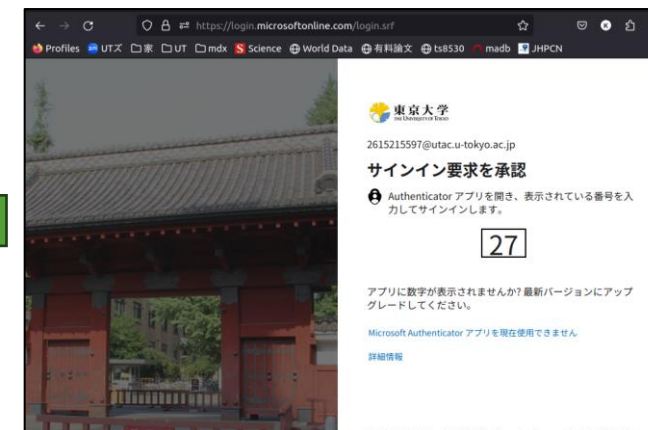 https://login.microsoftonline.com/login.srf
Profiles UTズ 家 UT mdx S Science World Data 有料論文 ts8530 madb JHPCN
東京大学
THE UNIVERSITY OF TOKYO
2615215597@utac.u-tokyo.ac.jp
サインイン要求を承認
Authenticator アプリを開き、表示されている番号を入
力してサインインします。
27
アプリに数字が表示されませんか? 最新バージョンにアップ
グレードしてください。
Microsoft Authenticator アプリを現在使用できません
詳細情報